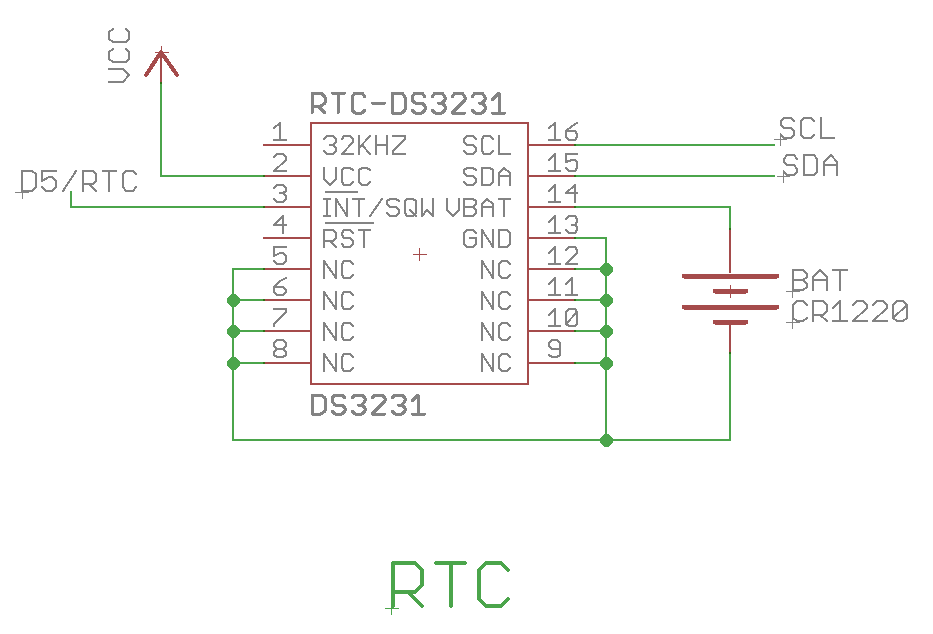 VCC
RTC-DS3231
1 32KHZ SCL 16 SCL
2 VCC SDA 15 SDA
D5/RTC
3 INT/SQW VBAT 14
4 RST GND 13
5 NC NC 12
6 NC NC 11
7 NC NC 10
8 NC NC 9
BAT
CR1220
DS3231
RTC